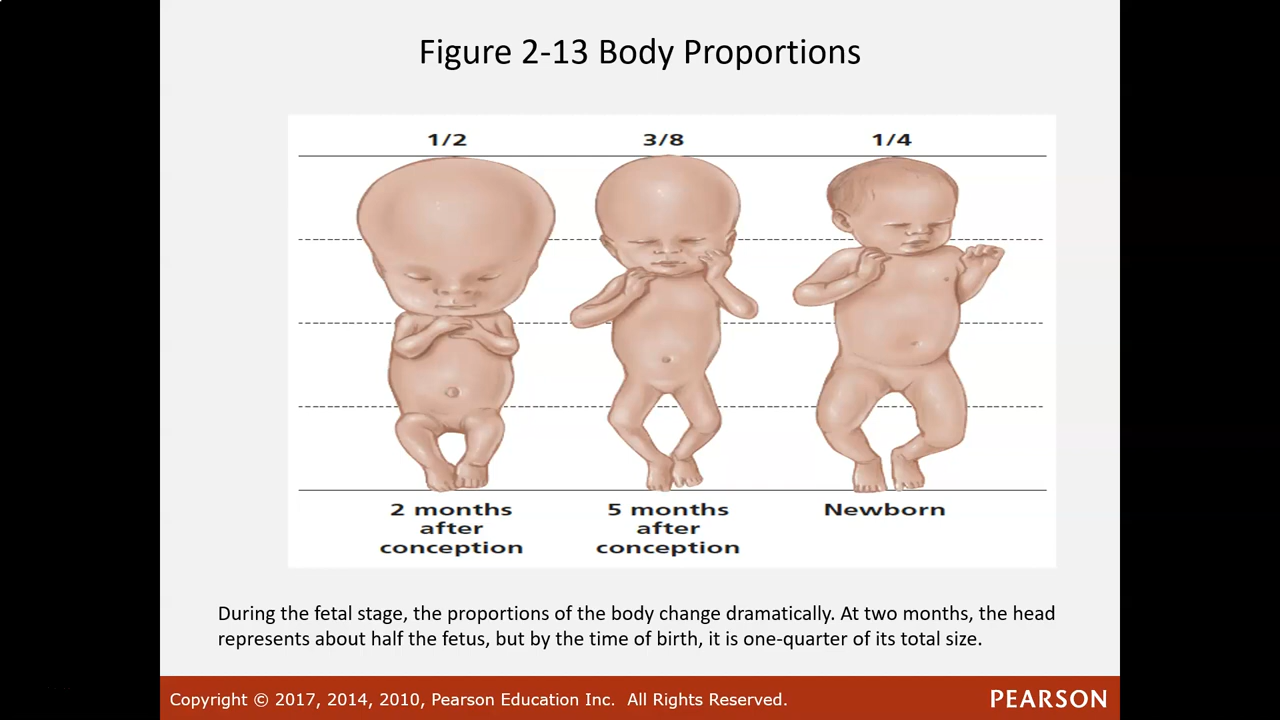 Figure 2-13 Body Proportions
1/2 3/8 1/4
2 months after conception
5 months after conception
Newborn
During the fetal stage, the proportions of the body change dramatically. At two months, the head
represents about half the fetus, but by the time of birth, it is one-quarter of its total size.
Copyright © 2017, 2014, 2010, Pearson Education Inc. All Rights Reserved.
PEARSON